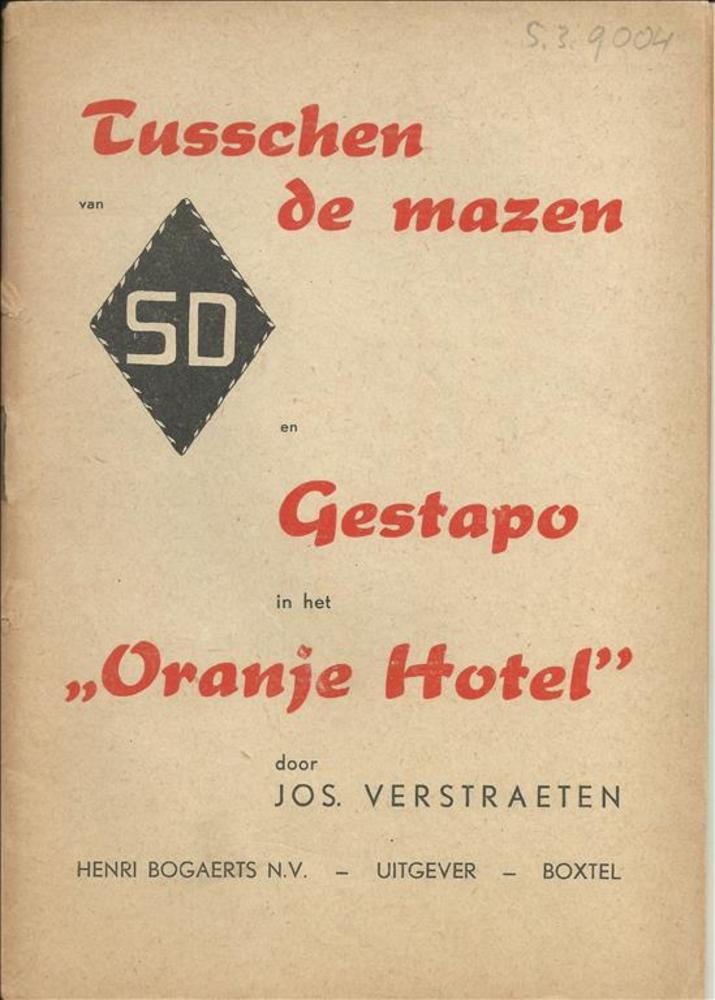 S.3.9004
Tusschen
de mazen
van
SD
en
Gestapo
in het
„Oranje Hotel”
door
JOS. VERSTRAETEN
HENRI BOGAERTS N.V. – UITGEVER – BOXTEL